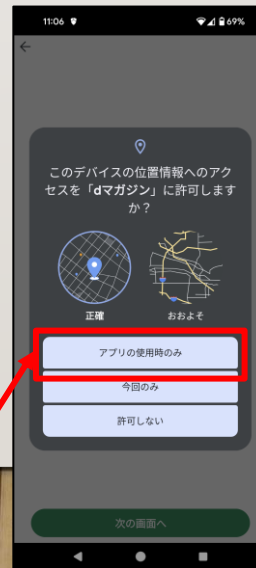 11:06
69%
このデバイスの位置情報へのアク
セスを「dマガジン」に許可します
か？
正確
おおよそ
アプリの使用時のみ
今回のみ
許可しない
次の画面へ